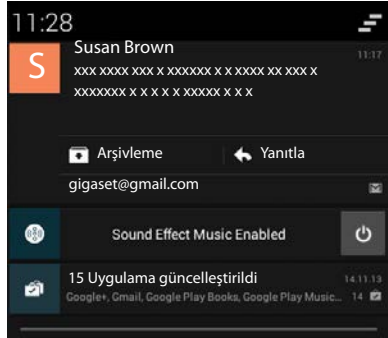 11:28
S
Susan Brown
11:17
xxx xxxx xxx x xxxxxx x x xxxx xx xxx x
xxxxxxx x x x x x xxxxx x x x
Arşivleme
Yanıtla
gigaset@gmail.com
Sound Effect Music Enabled
15 Uygulama güncelleştirildi
14.11.13
Google+, Gmail, Google Play Books, Google Play Music...
14